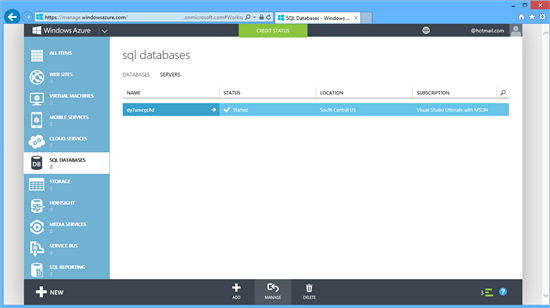 https://manage.windowsazure.com/
.onmicrosoft.com#Workspa
SQL Databases - Windows ...
Windows Azure
CREDIT STATUS
@hotmail.com
ALL ITEMS
WEB SITES
0
VIRTUAL MACHINES
0
MOBILE SERVICES
0
CLOUD SERVICES
0
SQL DATABASES
0
STORAGE
0
HDINSIGHT
0
MEDIA SERVICES
0
SERVICE BUS
0
SQL REPORTING
0
sql databases
DATABASES SERVERS
NAME STATUS LOCATION SUBSCRIPTION
Started South Central US Visual Studio Ultimate with MSDN
NEW
ADD
MANAGE
DELETE
3
?